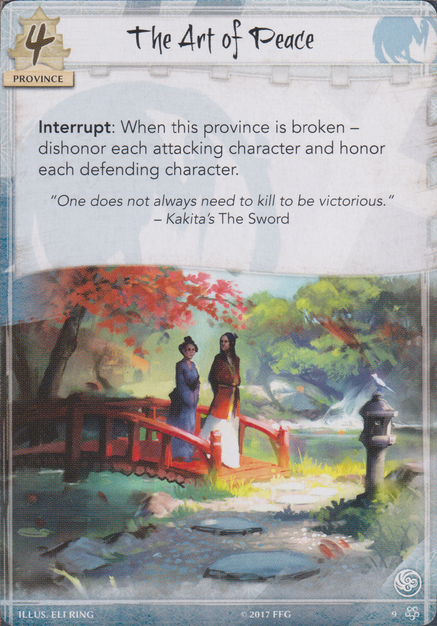 4
The Art of Peace
PROVINCE
Interrupt: When this province is broken –
dishonor each attacking character and honor
each defending character.
“One does not always need to kill to be victorious.”
– Kakita’s The Sword
ILLUS. ELI RING
© 2017 FFG
9